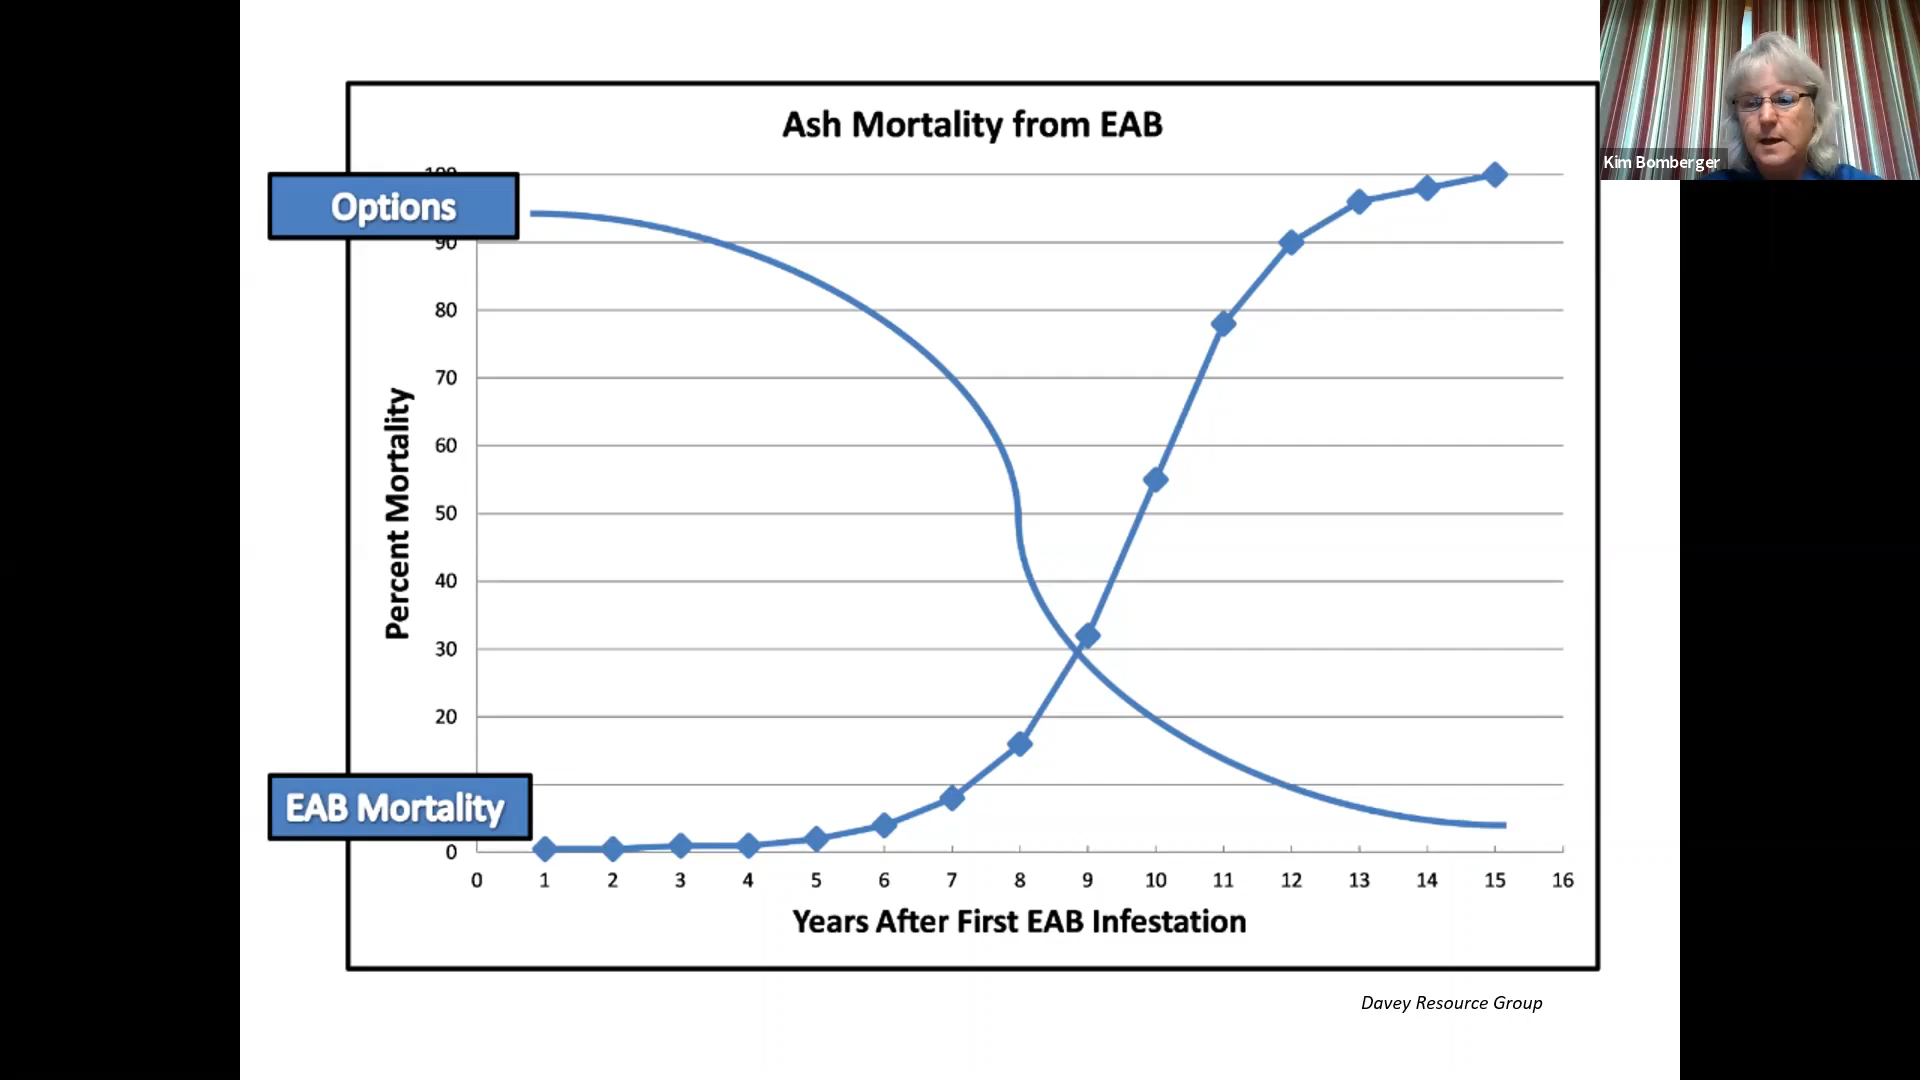 Ash Mortality from EAB
Kim Bomberger
100
Options
90
80
70
60
50
40
30
20
Percent Mortality
EAB Mortality
0
0 1 2 3 4 5 6 7 8 9 10 11 12 13 14 15 16
Years After First EAB Infestation
Davey Resource Group